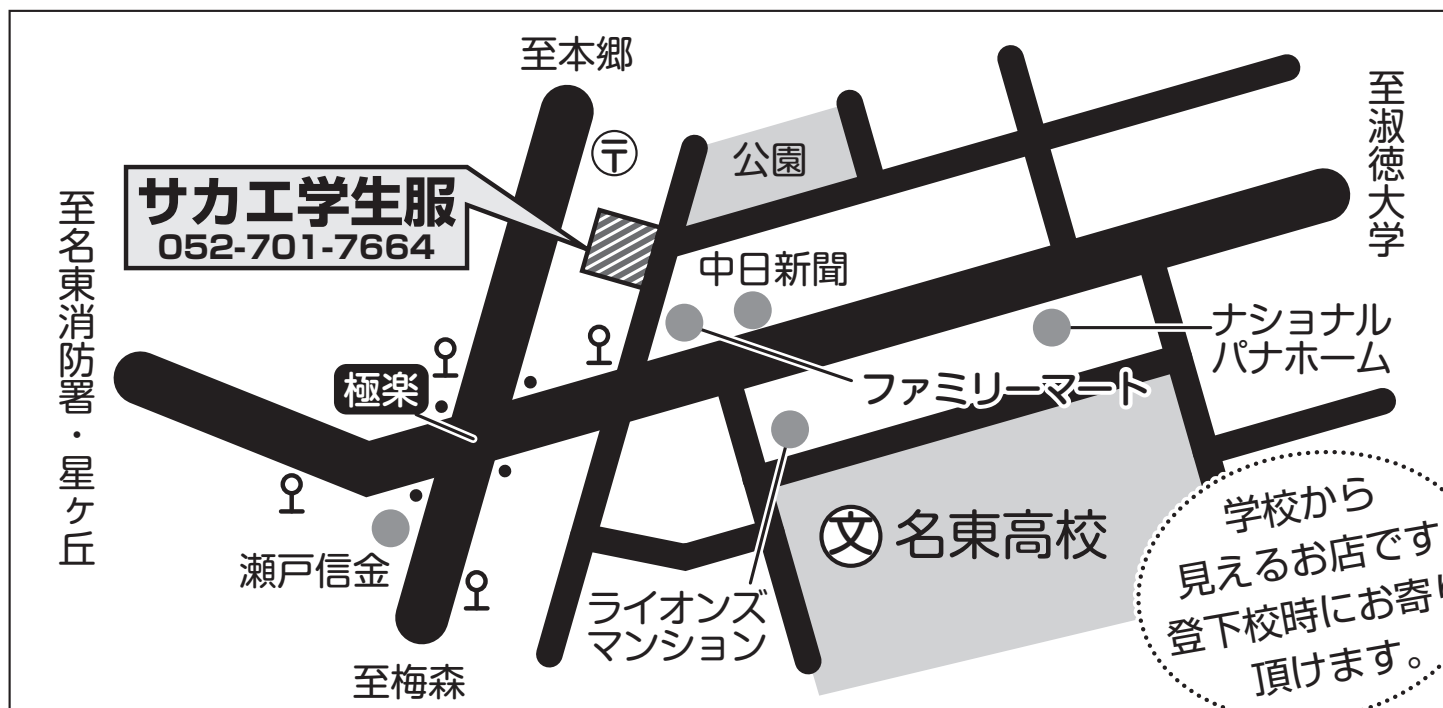 至本郷
〒
公園
至淑徳大学
サカエ学生服
052-701-7664
至名東消防署・星ヶ丘
中日新聞
ナショナル
パナホーム
極楽
ファミリーマート
文 名東高校
瀬戸信金
ライオンズ
マンション
至梅森
学校から
見えるお店です
登下校時にお寄り
頂けます。